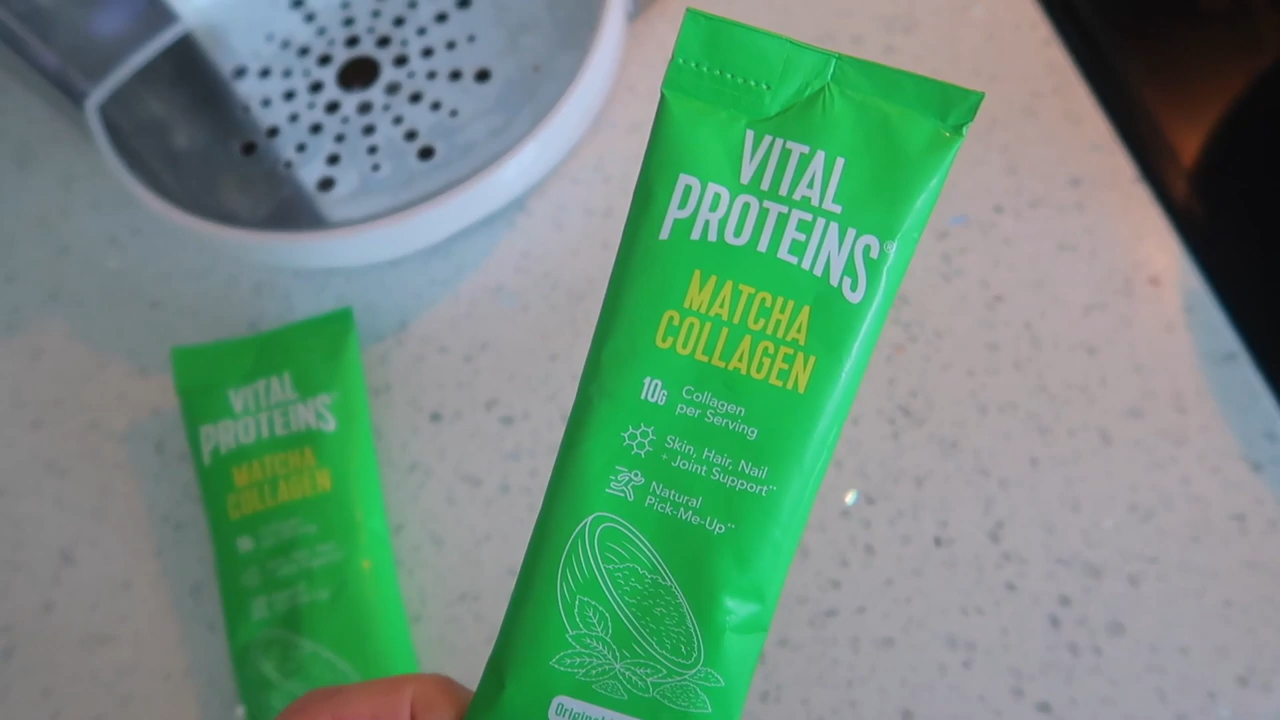 VITAL
PROTEINS®
MATCHA
COLLAGEN
10G
Collagen
per Serving
Skin, Hair, Nail
+ Joint Support**
Natural
Pick-Me-Up**
Original
VITAL
PROTEINS
MATCHA
COLLAGEN